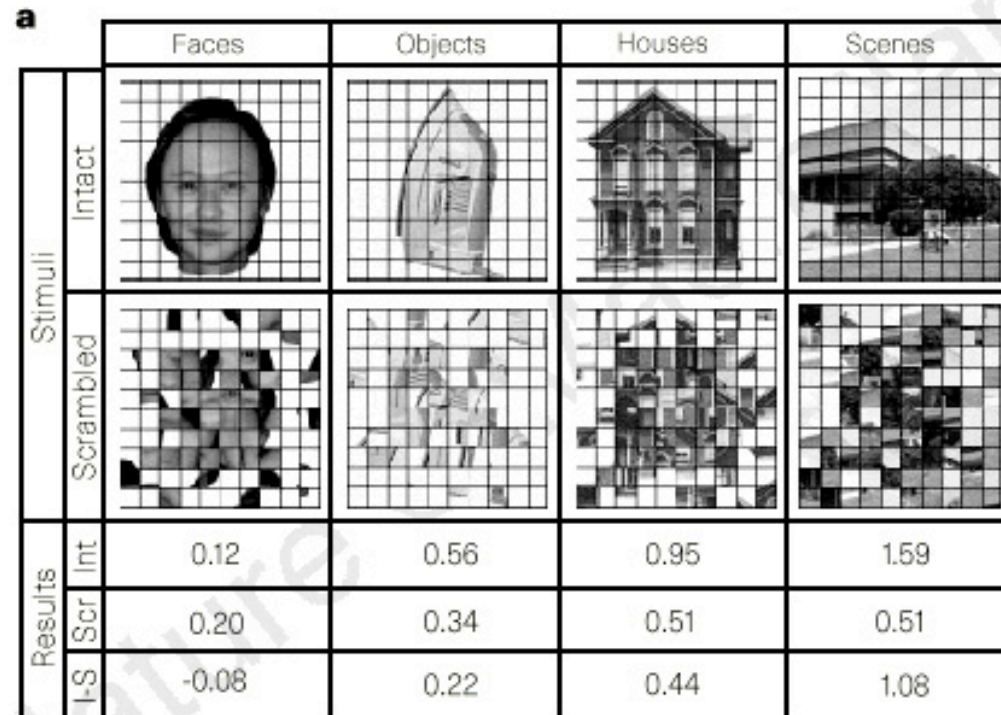 a
Faces Objects Houses Scenes
Stimuli
Intact
Scrambled
Results
Int 0.12 0.56 0.95 1.59
Scr 0.20 0.34 0.51 0.51
I-S -0.08 0.22 0.44 1.08